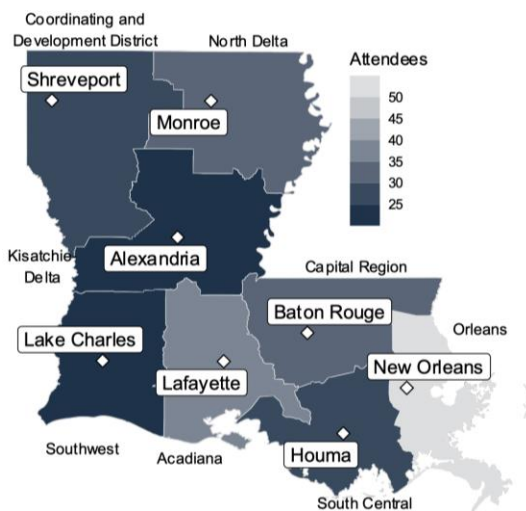 Coordinating and
Development District
North Delta
Attendees
Shreveport
50
45
Monroe
40
35
30
25
Kisatchie
Delta
Alexandria
Capital Region
Baton Rouge
Orleans
Lake Charles
New Orleans
Lafayette
Southwest
Acadiana
Houma
South Central